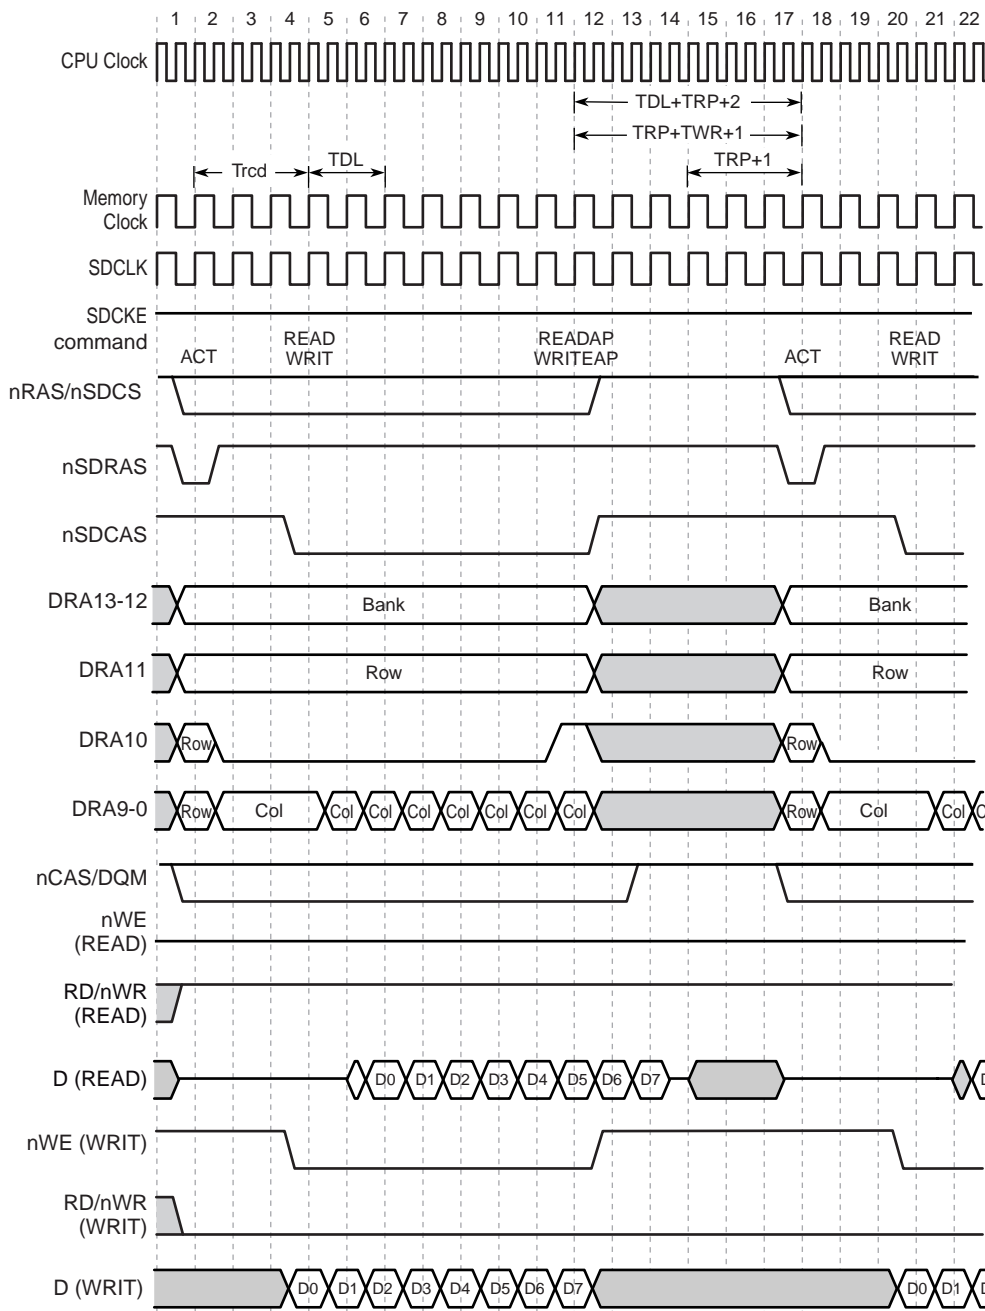 1 2 3 4 5 6 7 8 9 10 11 12 13 14 15 16 17 18 19 20 21 22
CPU Clock
TDL+TRP+2
TRP+TWR+1
Trcd TDL TRP+1
Memory
Clock
SDCLK
SDCKE
command
READ READAP READ
ACT WRIT WRITEAP ACT WRIT
nRAS/nSDCS
nSDRAS
nSDCAS
DRA13-12 Bank Bank
DRA11 Row Row
DRA10 Row Row
DRA9-0 Row Col Col Col Col Col Col Col Col Row Col Col C
nCAS/DQM
nWE
(READ)
RD/nWR
(READ)
D (READ) D0 D1 D2 D3 D4 D5 D6 D7 D
nWE (WRIT)
RD/nWR
(WRIT)
D (WRIT) D0 D1 D2 D3 D4 D5 D6 D7 D0 D1 D